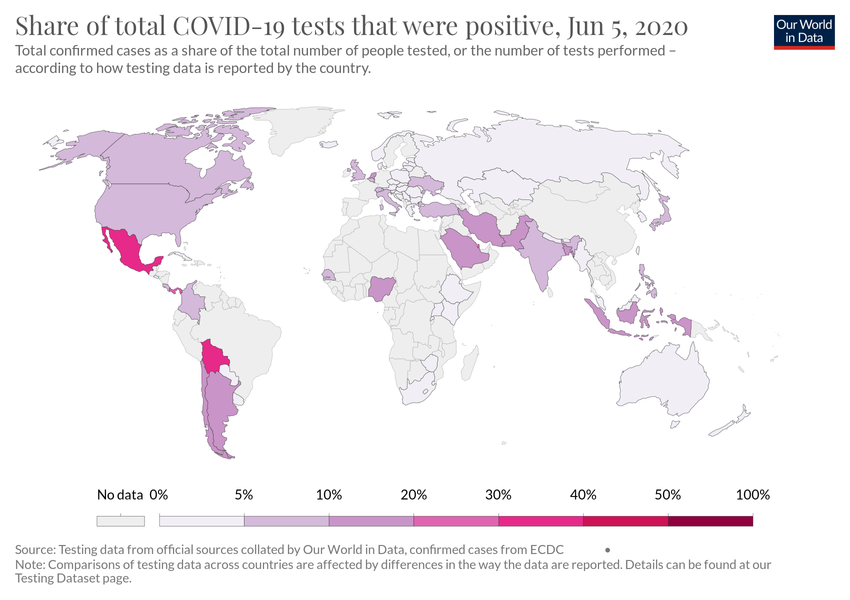 Share of total COVID-19 tests that were positive, Jun 5, 2020
Our World
in Data
Total confirmed cases as a share of the total number of people tested, or the number of tests performed –
according to how testing data is reported by the country.
No data 0% 5% 10% 20% 30% 40% 50% 100%
Source: Testing data from official sources collated by Our World in Data, confirmed cases from ECDC •
Note: Comparisons of testing data across countries are affected by differences in the way the data are reported. Details can be found at our
Testing Dataset page.